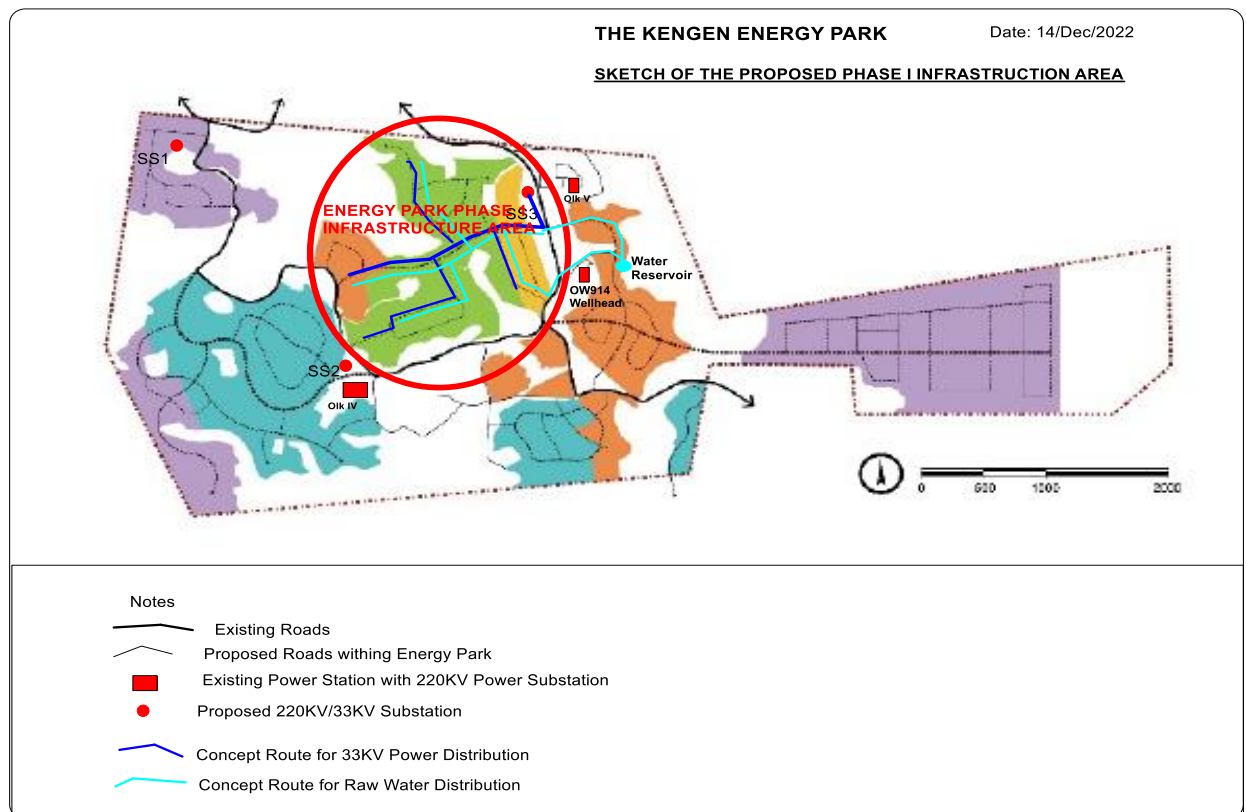 THE KENGEN ENERGY PARK
Date: 14/Dec/2022
SKETCH OF THE PROPOSED PHASE I INFRASTRUCTION AREA
SS1
Olk V
SS3
ENERGY PARK PHASE 1
INFRASTRUCTURE AREA
Water
Reservoir
OW914
Wellhead
SS2
Olk IV
0 500 1000 2000
Notes
Existing Roads
Proposed Roads withing Energy Park
Existing Power Station with 220KV Power Substation
Proposed 220KV/33KV Substation
Concept Route for 33KV Power Distribution
Concept Route for Raw Water Distribution